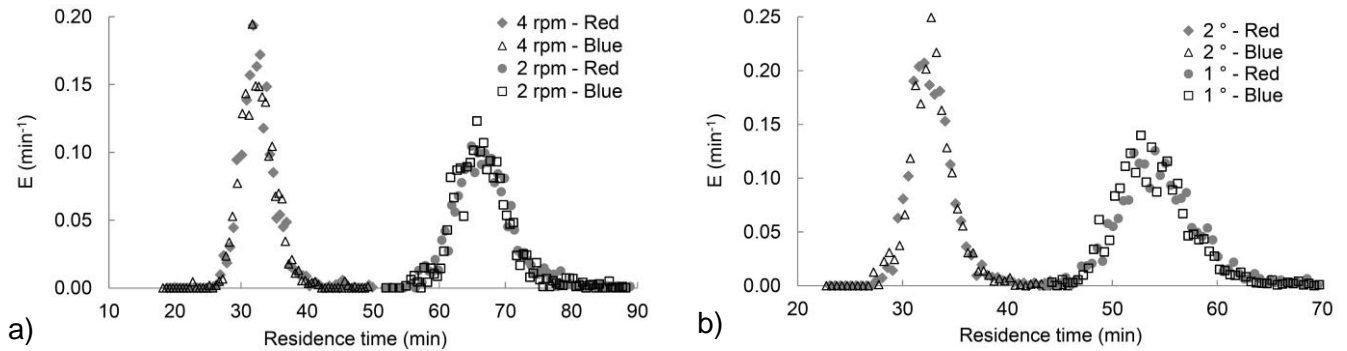 0.20
0.15
0.10
0.05
0.00
E (min⁻¹)
10 20 30 40 50 60 70 80 90
Residence time (min)
4 rpm - Red
4 rpm - Blue
2 rpm - Red
2 rpm - Blue
a)
0.25
0.20
0.15
0.10
0.05
0.00
E (min⁻¹)
20 30 40 50 60 70
Residence time (min)
2 ° - Red
2 ° - Blue
1 ° - Red
1 ° - Blue
b)